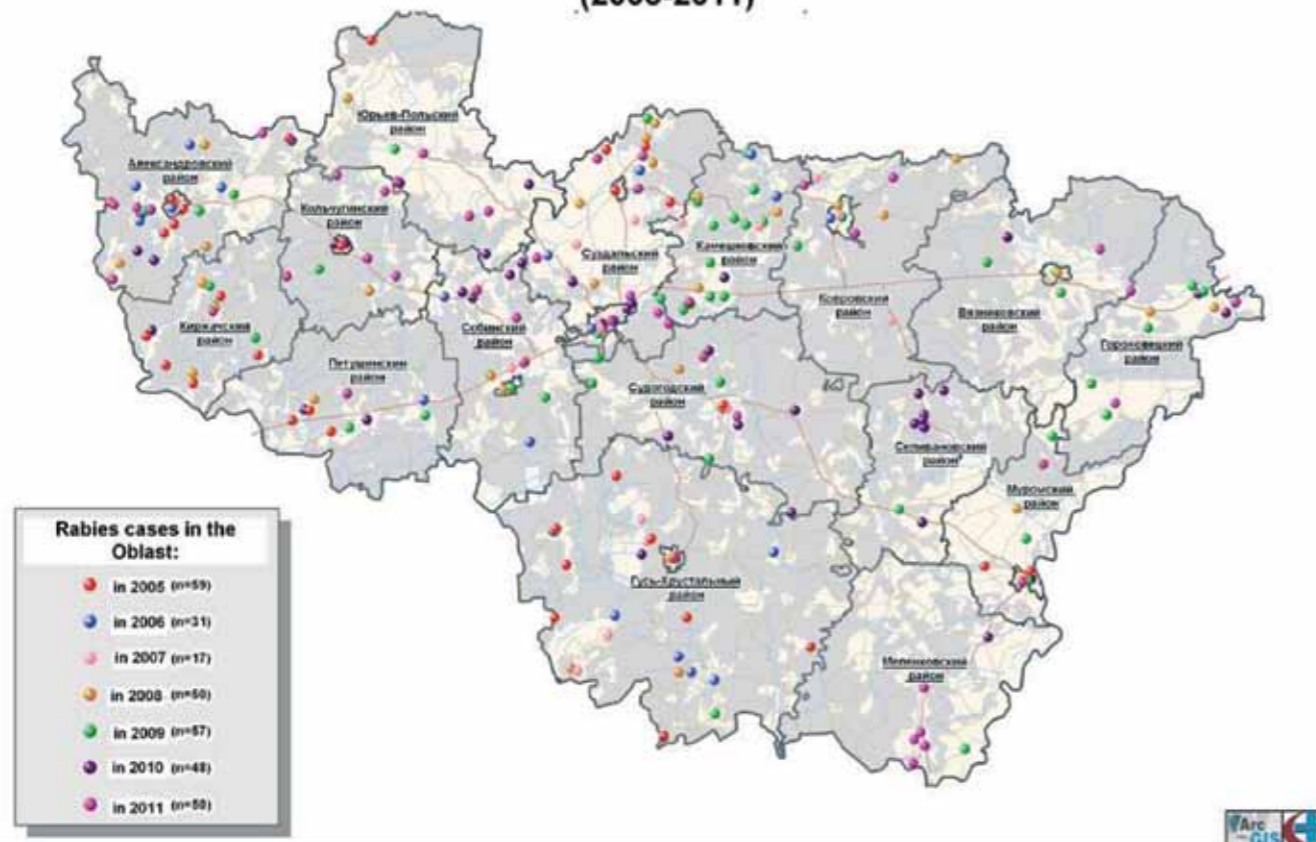 (2005-2011)
Юрьев-Польский
район
Александровский
район
Кольчугинский
район
Суздальский
район
Камешковский
район
Ковровский
район
Вязниковский
район
Гороховецкий
район
Киржачский
район
Собинский
район
Петушинский
район
Судогодский
район
Селивановский
район
Муромский
район
Гусь-Хрустальный
район
Меленковский
район
Rabies cases in the
Oblast:
in 2005 (n=59)
in 2006 (n=31)
in 2007 (n=17)
in 2008 (n=50)
in 2009 (n=57)
in 2010 (n=48)
in 2011 (n=50)
Arc
GIS